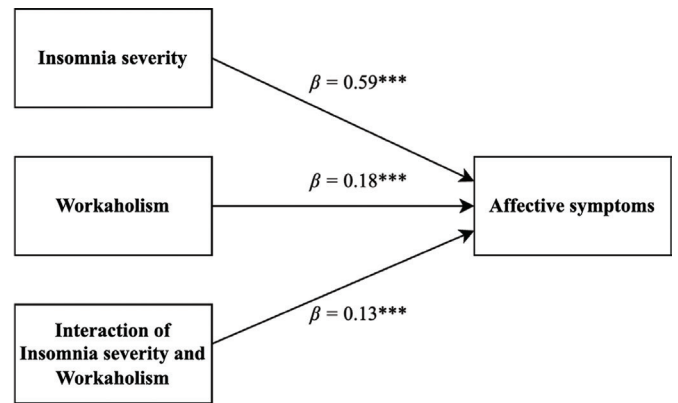 Insomnia severity
β = 0.59***
Workaholism
β = 0.18***
Affective symptoms
Interaction of
Insomnia severity and
Workaholism
β = 0.13***